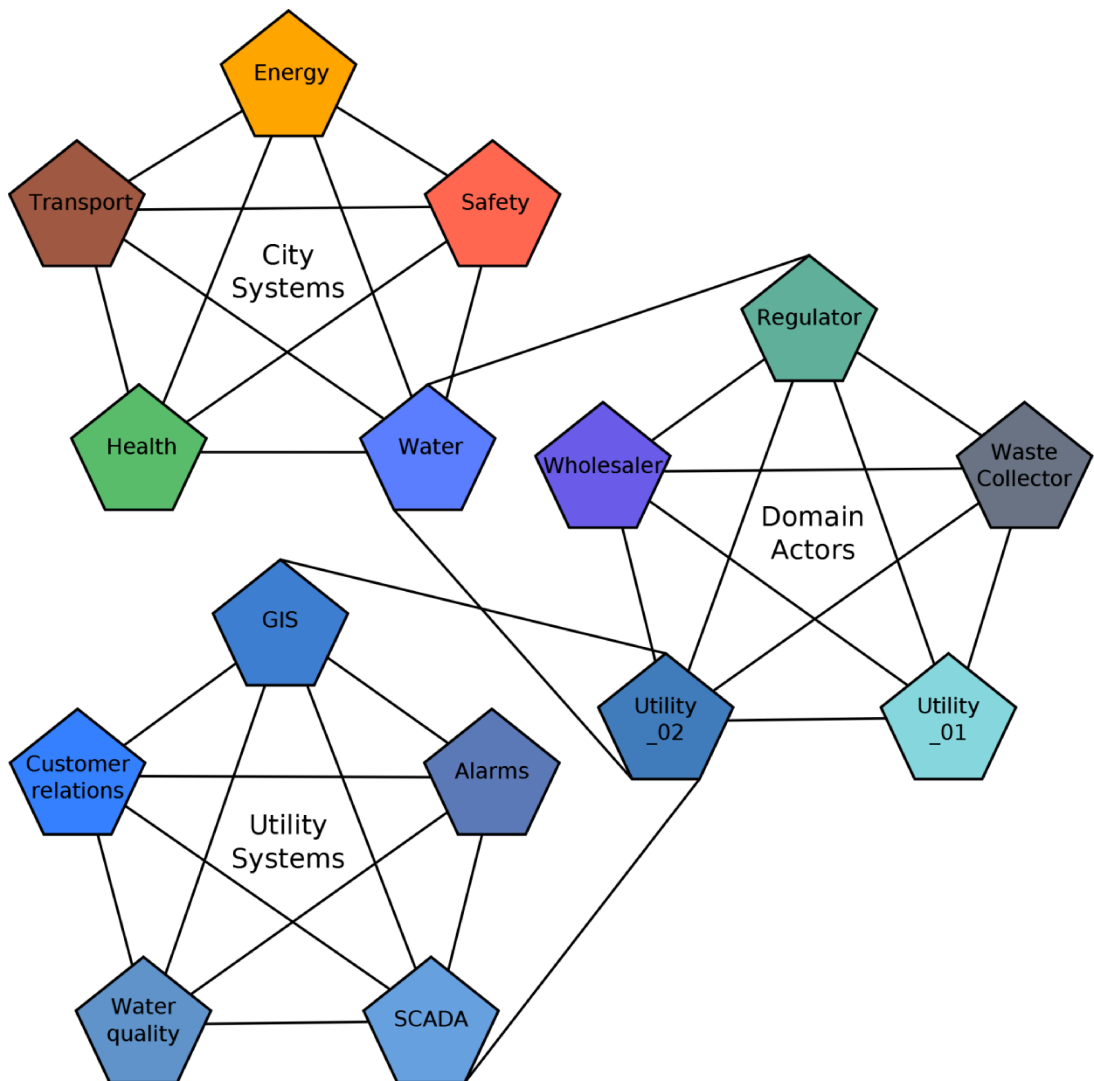 Energy
Transport
Safety
City
Systems
Health
Water
Regulator
Wholesaler
Waste
Collector
Domain
Actors
Utility
_02
Utility
_01
GIS
Customer
relations
Alarms
Utility
Systems
Water
quality
SCADA